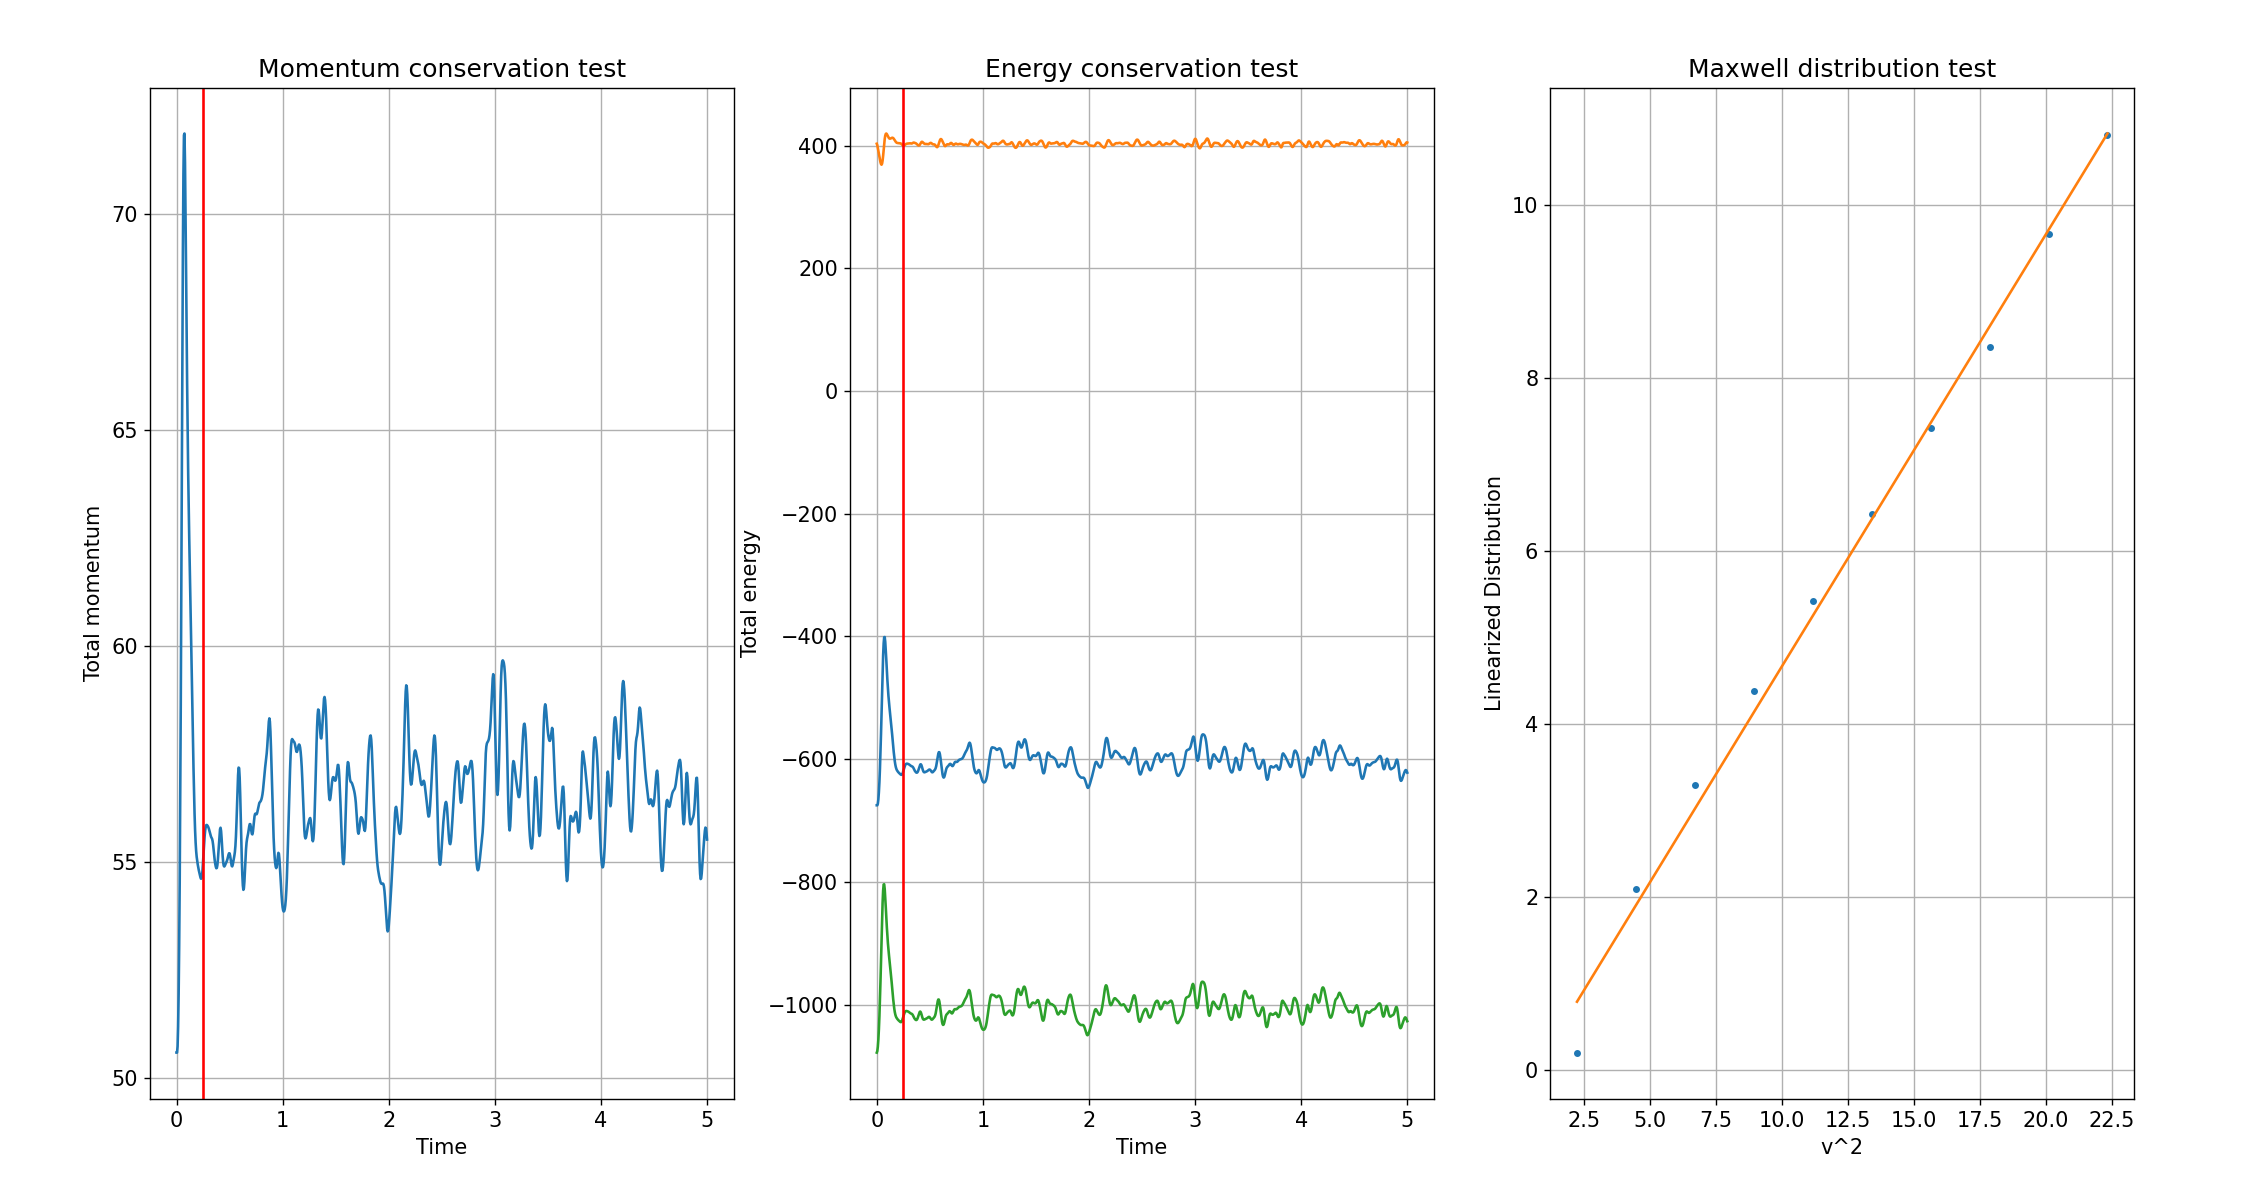 Momentum conservation test
Total momentum
70
65
60
55
50
0 1 2 3 4 5
Time
Energy conservation test
Total energy
400
200
0
−200
−400
−600
−800
−1000
0 1 2 3 4 5
Time
Maxwell distribution test
Linearized Distribution
10
8
6
4
2
0
2.5 5.0 7.5 10.0 12.5 15.0 17.5 20.0 22.5
v^2